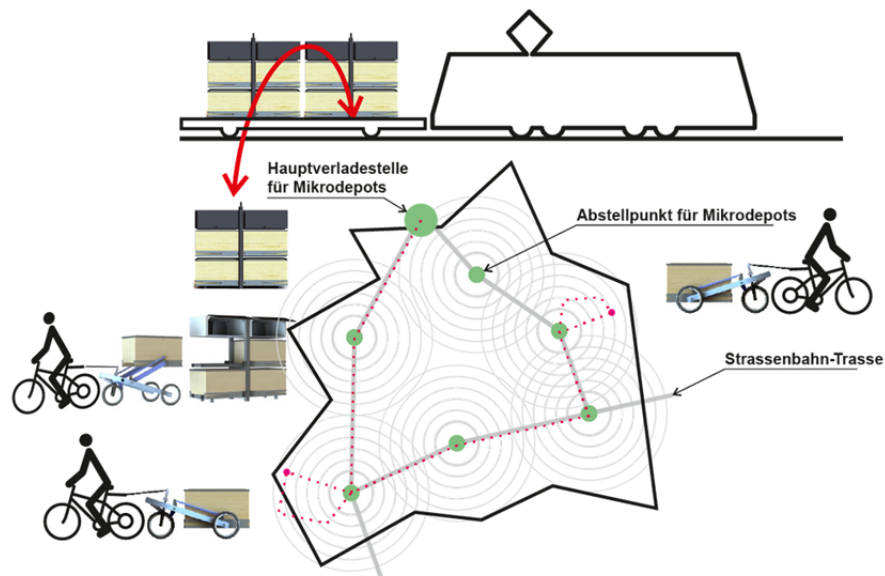 Hauptverladestelle
für Mikrodepots
Abstellpunkt für Mikrodepots
Strassenbahn-Trasse